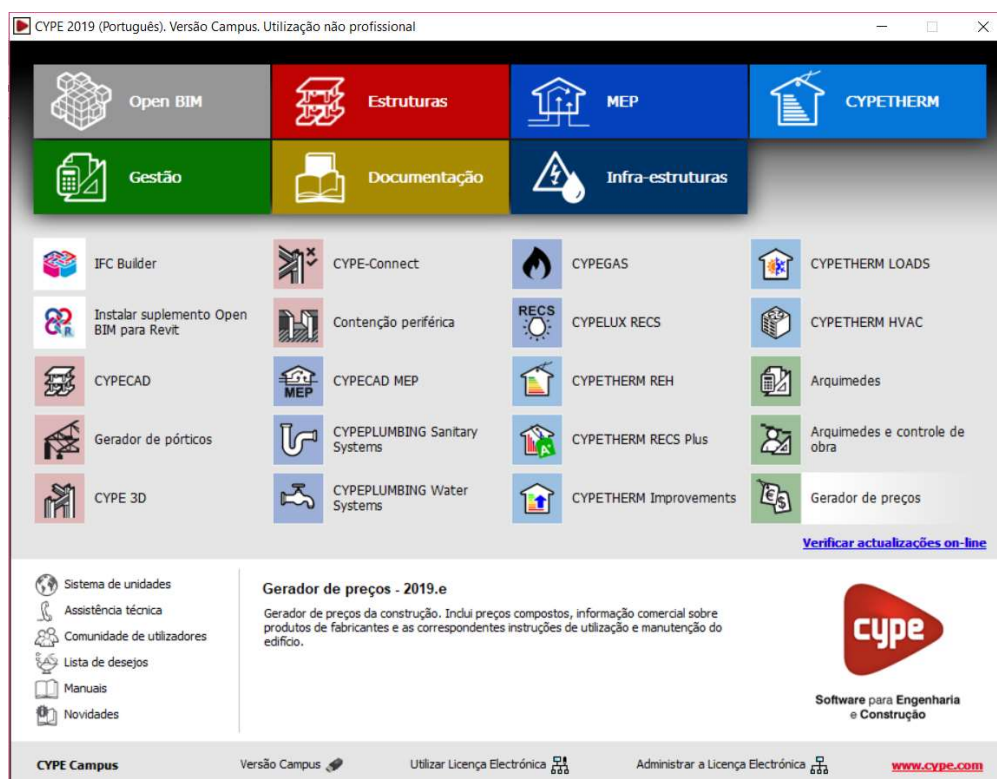 CYPE 2019 (Português). Versão Campus. Utilização não profissional
Open BIM
Estruturas
MEP
CYPETHERM
Gestão
Documentação
Infra-estruturas
IFC Builder
CYPE-Connect
CYPEGAS
CYPETHERM LOADS
Instalar suplemento Open
BIM para Revit
Contenção periférica
RECS
CYPELUX RECS
CYPETHERM HVAC
CYPECAD
MEP
CYPECAD MEP
CYPETHERM REH
Arquimedes
Gerador de pórticos
CYPEPLUMBING Sanitary
Systems
CYPETHERM RECS Plus
Arquimedes e controle de
obra
CYPE 3D
CYPEPLUMBING Water
Systems
CYPETHERM Improvements
Gerador de preços
Verificar actualizações on-line
Sistema de unidades
Assistência técnica
Comunidade de utilizadores
Lista de desejos
Manuais
Novidades
Gerador de preços - 2019.e
Gerador de preços da construção. Inclui preços compostos, informação comercial sobre
produtos de fabricantes e as correspondentes instruções de utilização e manutenção do
edifício.
cype
Software para Engenharia
e Construção
CYPE Campus
Versão Campus
Utilizar Licença Electrónica
Administrar a Licença Electrónica
www.cype.com